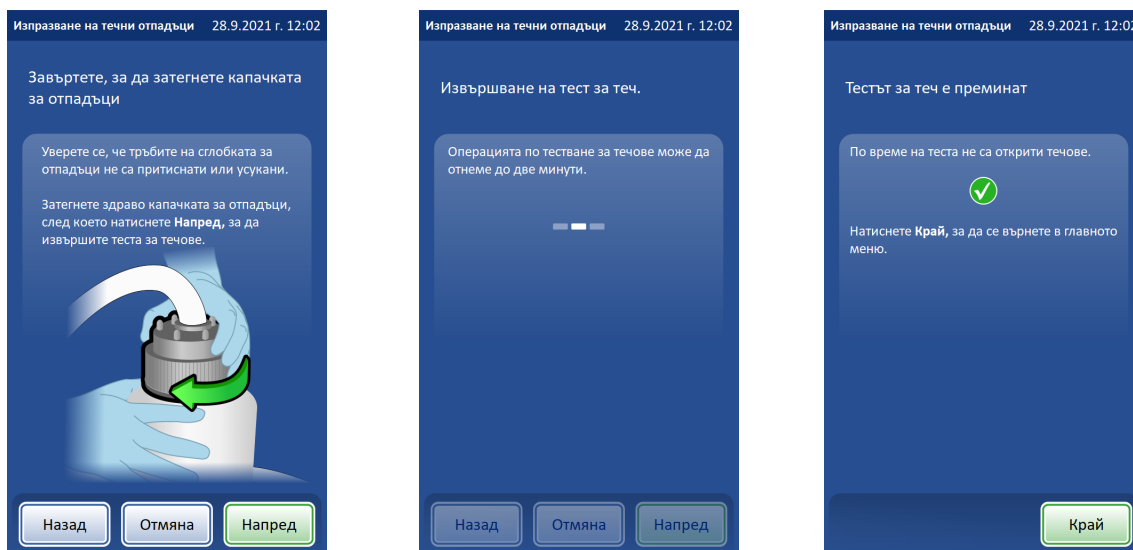 Изпразване на течни отпадъци 28.9.2021 г. 12:02
Завъртете, за да затегнете капачката
за отпадъци
Уверете се, че тръбите на сглобката за
отпадъци не са притиснати или усукани.
Затегнете здраво капачката за отпадъци,
след което натиснете Напред, за да
извършите теста за течове.
Назад Отмяна Напред
Изпразване на течни отпадъци 28.9.2021 г. 12:02
Извършване на тест за теч.
Операцията по тестване за течове може да
отнеме до две минути.
Назад Отмяна Напред
Изпразване на течни отпадъци 28.9.2021 г. 12:02
Тестът за теч е преминат
По време на теста не са открити течове.
Натиснете Край, за да се върнете в главното
меню.
Край